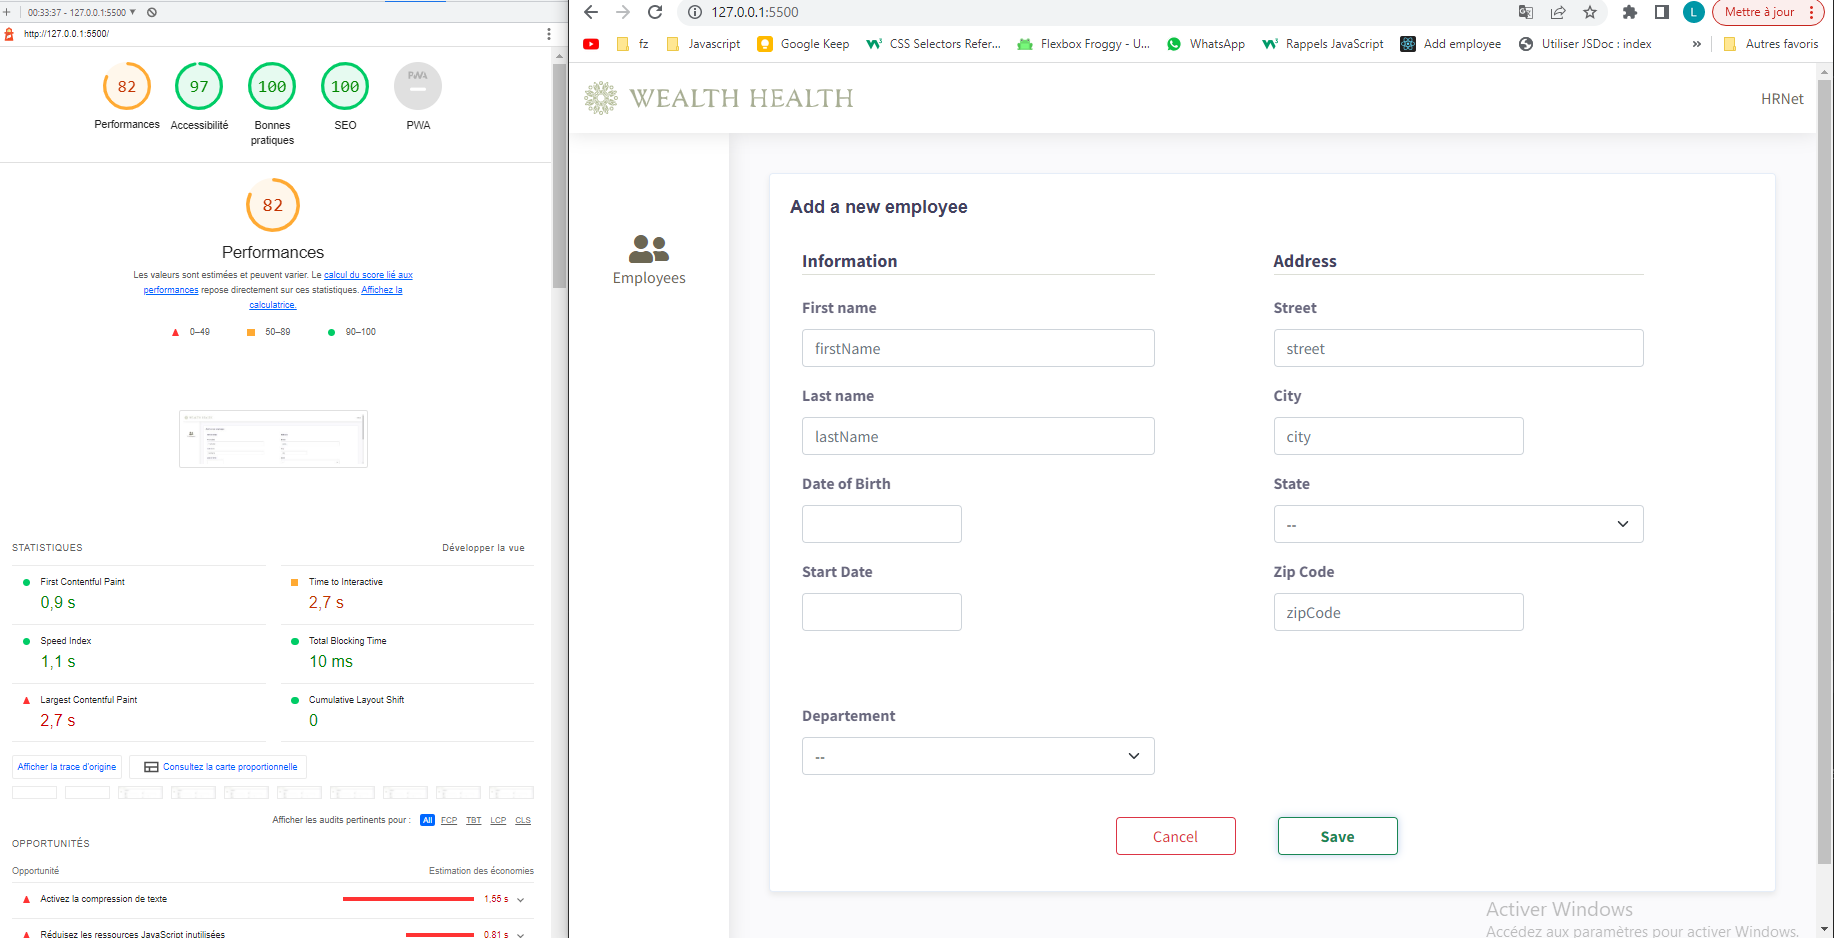 00:33:37 - 127.0.0.1:5500
http://127.0.0.1:5500/
82
97
100
100
PWA
Performances
Accessibilité
Bonnes
pratiques
SEO
PWA
82
Performances
Les valeurs sont estimées et peuvent varier. Le calcul du score lié aux
performances repose directement sur ces statistiques. Affichez la
calculatrice.
0–49
50–89
90–100
STATISTIQUES
Développer la vue
First Contentful Paint
0,9 s
Time to Interactive
2,7 s
Speed Index
1,1 s
Total Blocking Time
10 ms
Largest Contentful Paint
2,7 s
Cumulative Layout Shift
0
Afficher la trace d'origine
Consultez la carte proportionnelle
Afficher les audits pertinents pour : All FCP TBT LCP CLS
OPPORTUNITÉS
Opportunité
Estimation des économies
Activez la compression de texte
1,55 s
Réduisez les ressources JavaScript inutilisées
0,81 s
127.0.0.1:5500
L
Mettre à jour
fz
Javascript
Google Keep
CSS Selectors Refer...
Flexbox Froggy - U...
WhatsApp
Rappels JavaScript
Add employee
Utiliser JSDoc : index
»
Autres favoris
WEALTH HEALTH
HRNet
Employees
Add a new employee
Information
Address
First name
firstName
Street
street
Last name
lastName
City
city
Date of Birth
State
--
Start Date
Zip Code
zipCode
Departement
--
Cancel
Save
Activer Windows
Accédez aux paramètres pour activer Windows.